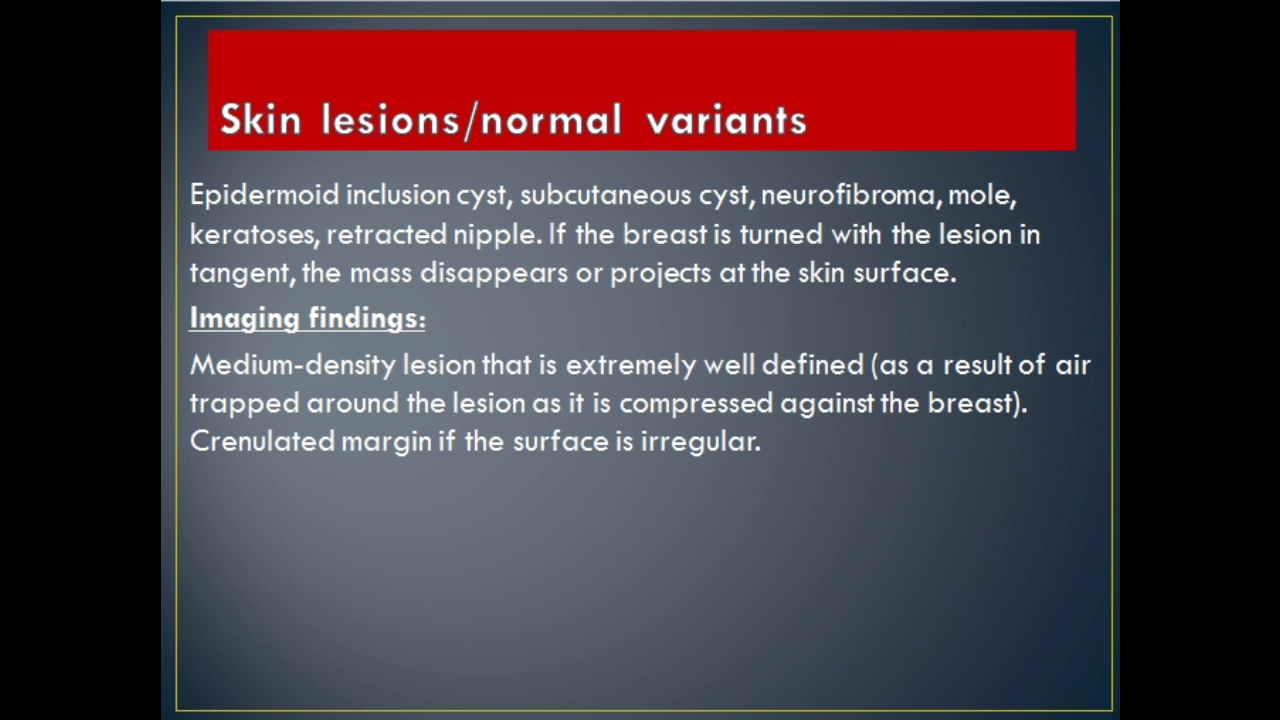 Skin lesions/normal variants
Epidermoid inclusion cyst, subcutaneous cyst, neurofibroma, mole,
keratoses, retracted nipple. If the breast is turned with the lesion in
tangent, the mass disappears or projects at the skin surface.
Imaging findings:
Medium-density lesion that is extremely well defined (as a result of air
trapped around the lesion as it is compressed against the breast).
Crenulated margin if the surface is irregular.